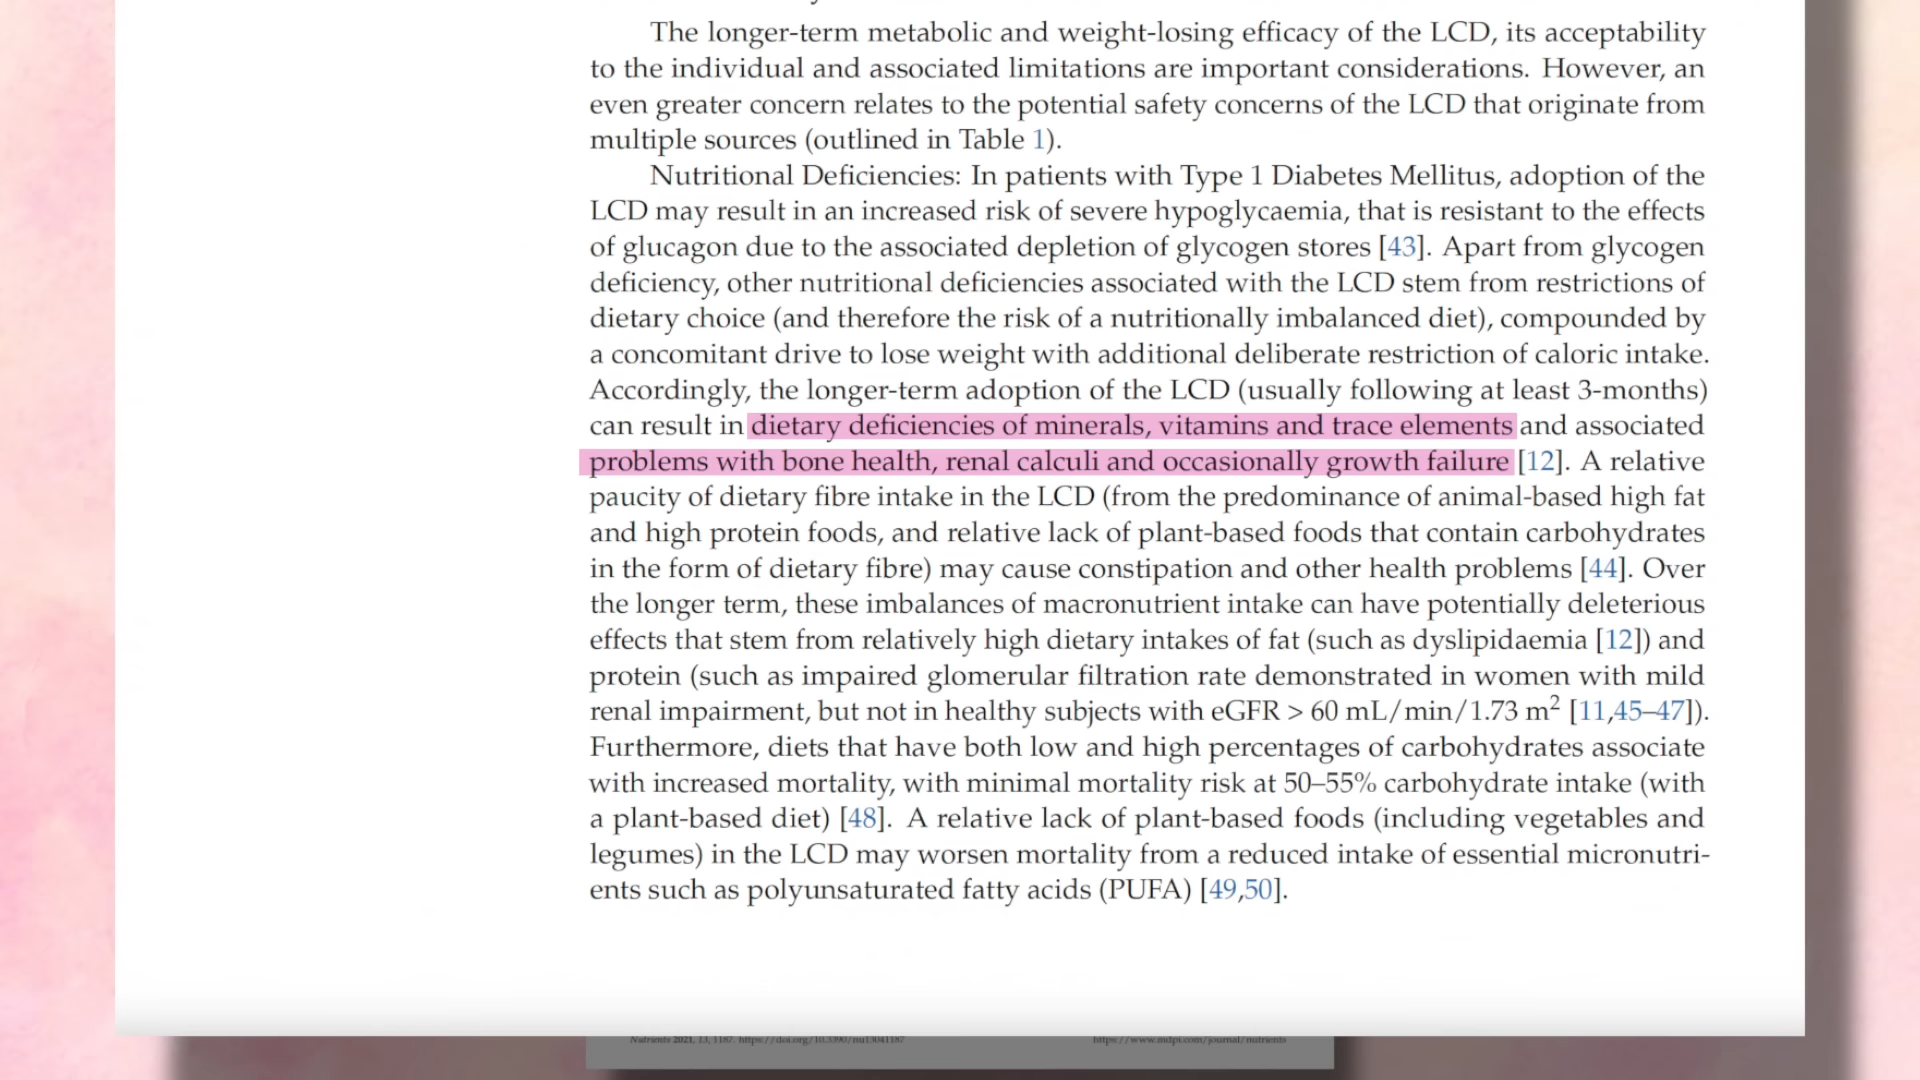 The longer-term metabolic and weight-losing efficacy of the LCD, its acceptability
to the individual and associated limitations are important considerations. However, an
even greater concern relates to the potential safety concerns of the LCD that originate from
multiple sources (outlined in Table 1).
Nutritional Deficiencies: In patients with Type 1 Diabetes Mellitus, adoption of the
LCD may result in an increased risk of severe hypoglycaemia, that is resistant to the effects
of glucagon due to the associated depletion of glycogen stores [43]. Apart from glycogen
deficiency, other nutritional deficiencies associated with the LCD stem from restrictions of
dietary choice (and therefore the risk of a nutritionally imbalanced diet), compounded by
a concomitant drive to lose weight with additional deliberate restriction of caloric intake.
Accordingly, the longer-term adoption of the LCD (usually following at least 3-months)
can result in dietary deficiencies of minerals, vitamins and trace elements and associated
problems with bone health, renal calculi and occasionally growth failure [12]. A relative
paucity of dietary fibre intake in the LCD (from the predominance of animal-based high fat
and high protein foods, and relative lack of plant-based foods that contain carbohydrates
in the form of dietary fibre) may cause constipation and other health problems [44]. Over
the longer term, these imbalances of macronutrient intake can have potentially deleterious
effects that stem from relatively high dietary intakes of fat (such as dyslipidaemia [12]) and
protein (such as impaired glomerular filtration rate demonstrated in women with mild
renal impairment, but not in healthy subjects with eGFR > 60 mL/min/1.73 m² [11,45–47]).
Furthermore, diets that have both low and high percentages of carbohydrates associate
with increased mortality, with minimal mortality risk at 50–55% carbohydrate intake (with
a plant-based diet) [48]. A relative lack of plant-based foods (including vegetables and
legumes) in the LCD may worsen mortality from a reduced intake of essential micronutri-
ents such as polyunsaturated fatty acids (PUFA) [49,50].
Nutrients 2021, 13, 1187. https://doi.org/10.3390/nu13041187 https://www.mdpi.com/journal/nutrients